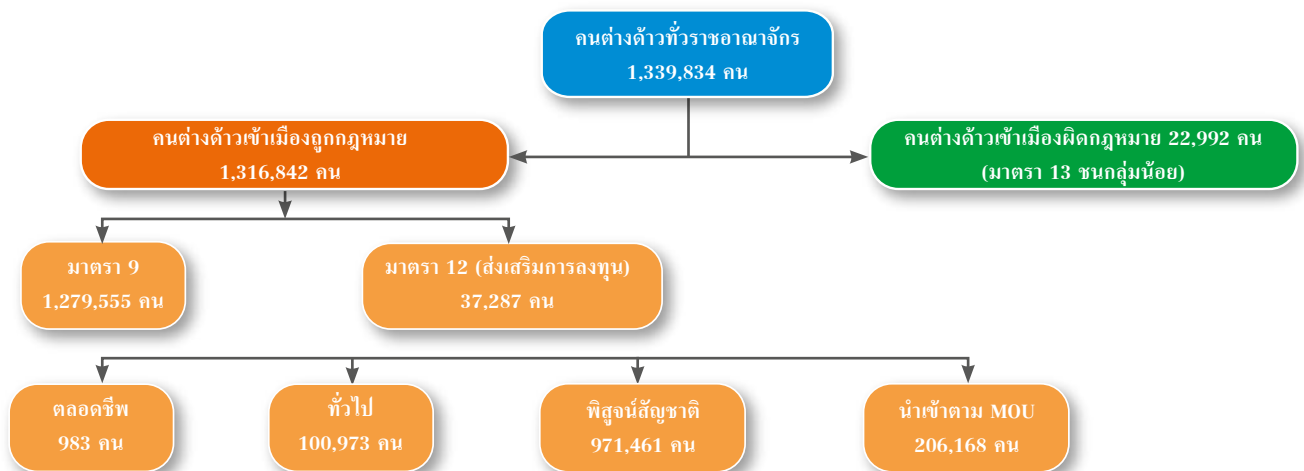 คนต่างด้าวทั่วราชอาณาจักร
1,339,834 คน
คนต่างด้าวเข้าเมืองถูกกฎหมาย
1,316,842 คน
คนต่างด้าวเข้าเมืองผิดกฎหมาย 22,992 คน
(มาตรา 13 ชนกลุ่มน้อย)
มาตรา 9
1,279,555 คน
มาตรา 12 (ส่งเสริมการลงทุน)
37,287 คน
ตลอดชีพ
983 คน
ทั่วไป
100,973 คน
พิสูจน์สัญชาติ
971,461 คน
นำเข้าตาม MOU
206,168 คน